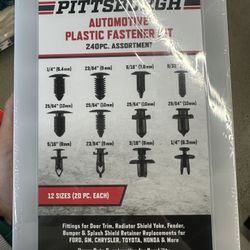 PITTSBURGH
AUTOMOTIVE
PLASTIC FASTENER KIT
240PC. ASSORTMENT
1/4" (6.4mm) 23/64" (9mm) 5/16" (7.9mm) 5/16"
25/64" (10mm) 25/64" (10mm) 25/64" (10mm) 25/64" (10mm)
5/16" (8mm) 23/64" (9mm) 5/16" (8mm) 1/4" (6.3mm)
12 SIZES (20 PC. EACH)
Fittings for Door Trim, Radiator Shield Yoke, Fender,
Bumper & Splash Shield Retainer Replacements for
FORD, GM, CHRYSLER, TOYOTA, HONDA & More